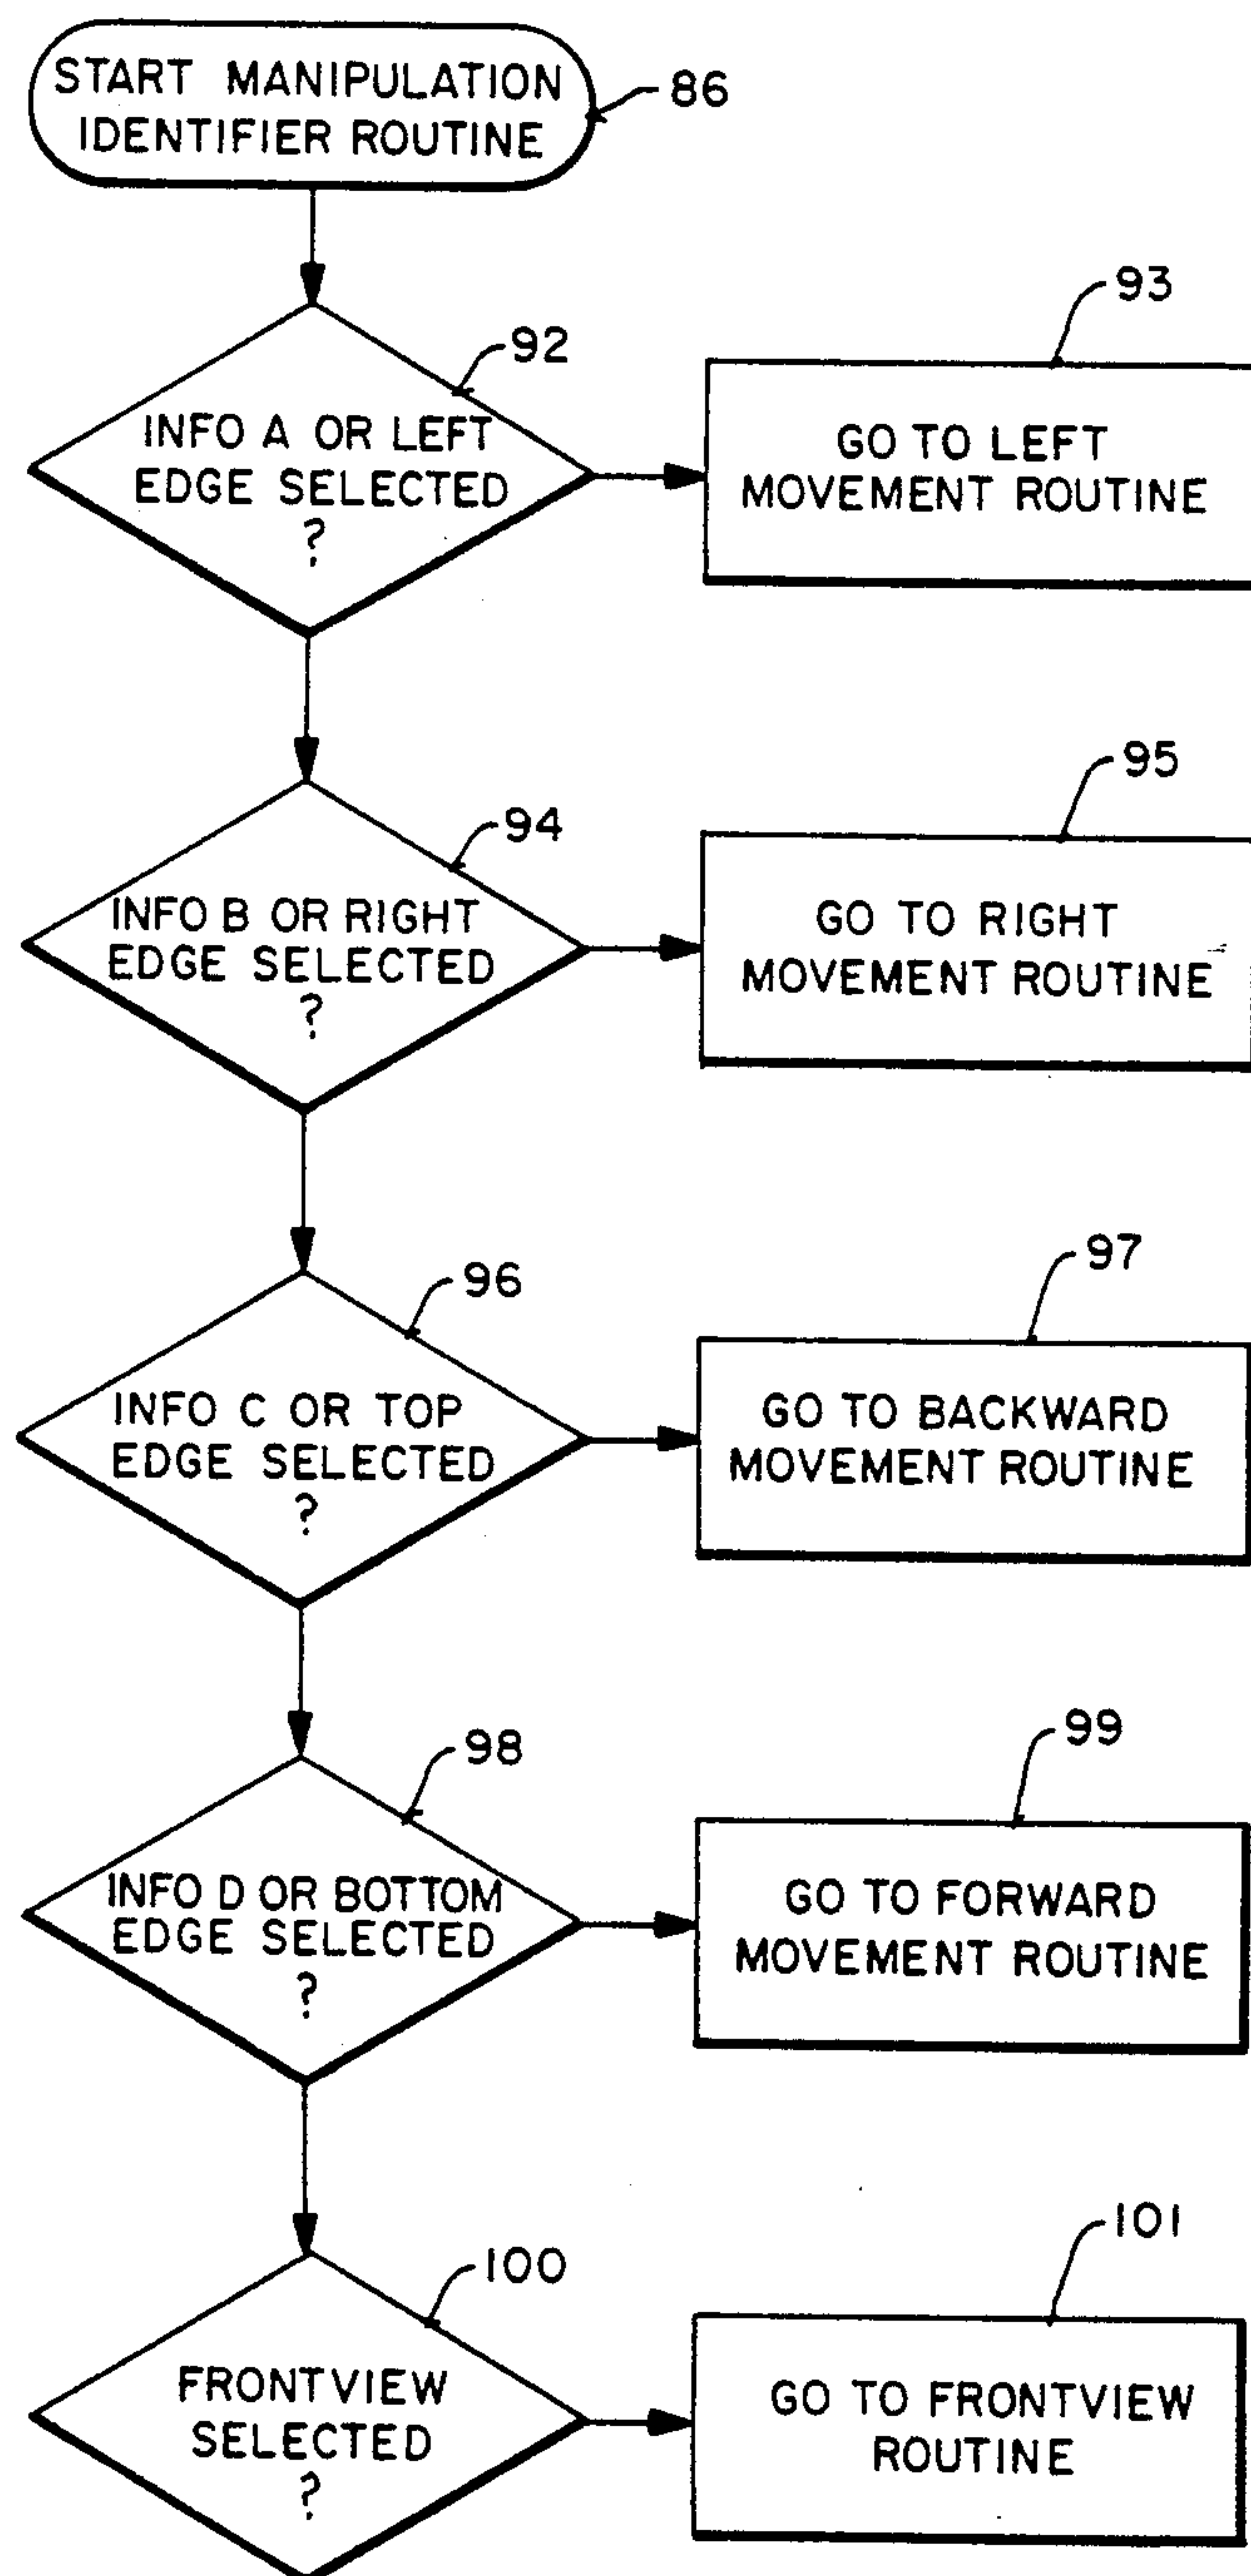 START MANIPULATION
IDENTIFIER ROUTINE
86
92
INFO A OR LEFT
EDGE SELECTED
?
93
GO TO LEFT
MOVEMENT ROUTINE
94
INFO B OR RIGHT
EDGE SELECTED
?
95
GO TO RIGHT
MOVEMENT ROUTINE
96
INFO C OR TOP
EDGE SELECTED
?
97
GO TO BACKWARD
MOVEMENT ROUTINE
98
INFO D OR BOTTOM
EDGE SELECTED
?
99
GO TO FORWARD
MOVEMENT ROUTINE
100
FRONTVIEW
SELECTED
?
101
GO TO FRONTVIEW
ROUTINE